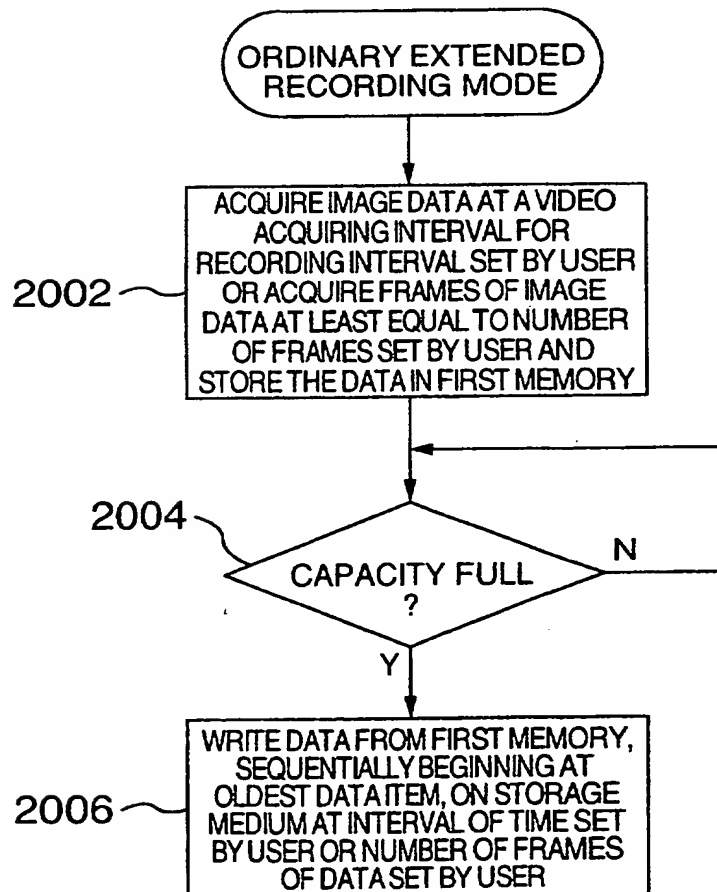 ORDINARY EXTENDED
RECORDING MODE
2002
ACQUIRE IMAGE DATA AT A VIDEO
ACQUIRING INTERVAL FOR
RECORDING INTERVAL SET BY USER
OR ACQUIRE FRAMES OF IMAGE
DATA AT LEAST EQUAL TO NUMBER
OF FRAMES SET BY USER AND
STORE THE DATA IN FIRST MEMORY
2004
CAPACITY FULL
?
N
Y
2006
WRITE DATA FROM FIRST MEMORY,
SEQUENTIALLY BEGINNING AT
OLDEST DATA ITEM, ON STORAGE
MEDIUM AT INTERVAL OF TIME SET
BY USER OR NUMBER OF FRAMES
OF DATA SET BY USER